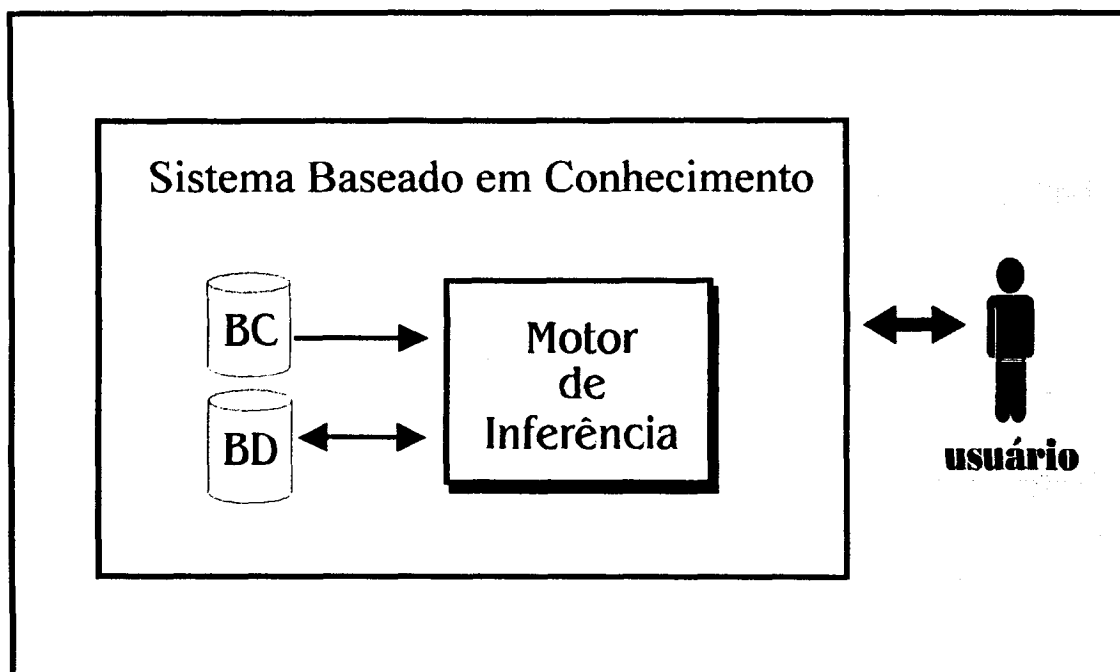 Sistema Baseado em Conhecimento
BC
BD
Motor
de
Inferência
usuário